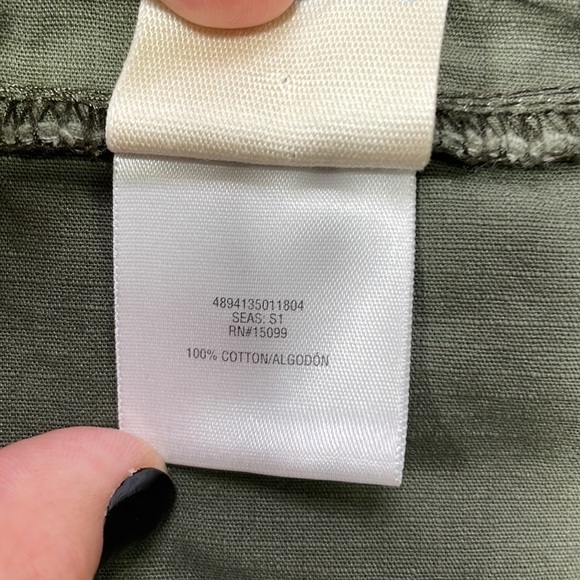 4894135011804
SEAS: S1
RN#15099
100% COTTON/ALGODÓN